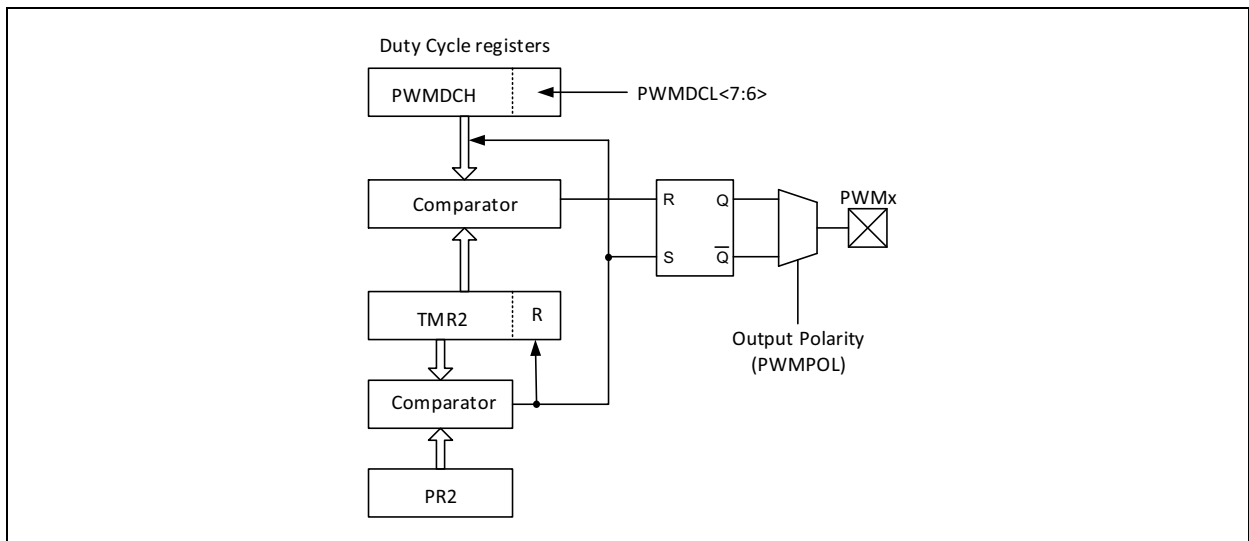 Duty Cycle registers
PWMDCH
PWMDCL<7:6>
Comparator
R Q
PWMx
S Q̅
TMR2 R
Output Polarity
(PWMPOL)
Comparator
PR2